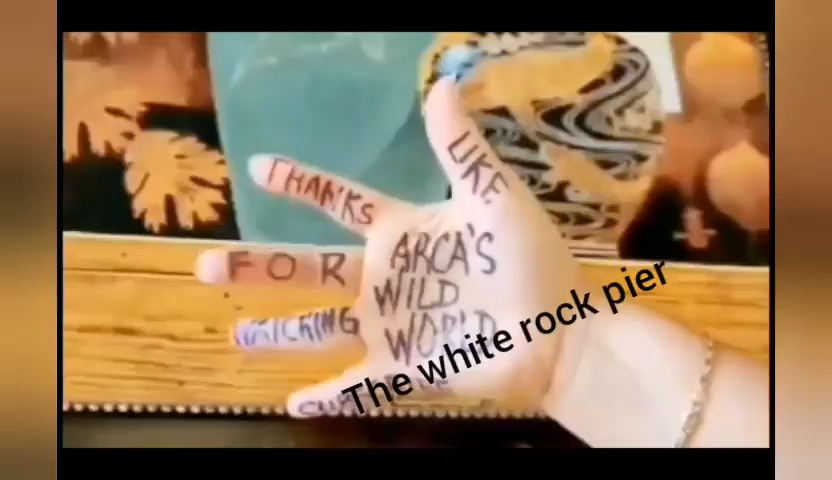 LIKE
THANKS
FOR
WATCHING
ARCA'S
WILD
WORLD
The white rock pier